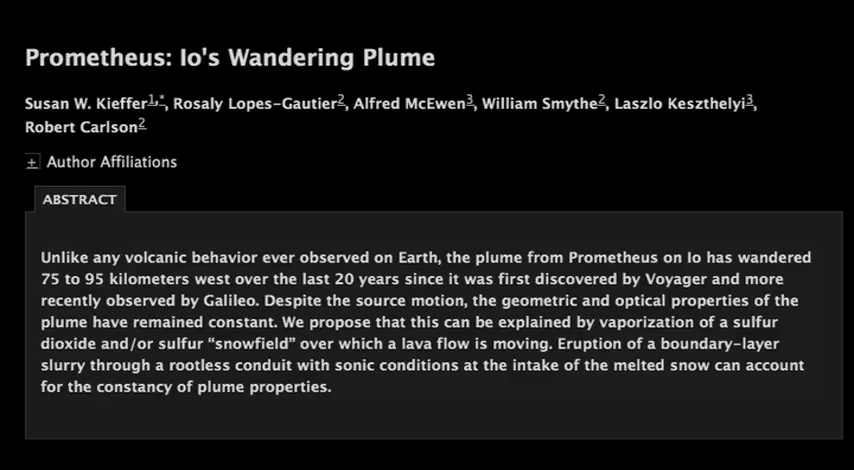 Prometheus: Io's Wandering Plume
Susan W. Kieffer1,*, Rosaly Lopes-Gautier2, Alfred McEwen3, William Smythe2, Laszlo Keszthelyi3,
Robert Carlson2
+ Author Affiliations
ABSTRACT
Unlike any volcanic behavior ever observed on Earth, the plume from Prometheus on Io has wandered
75 to 95 kilometers west over the last 20 years since it was first discovered by Voyager and more
recently observed by Galileo. Despite the source motion, the geometric and optical properties of the
plume have remained constant. We propose that this can be explained by vaporization of a sulfur
dioxide and/or sulfur “snowfield” over which a lava flow is moving. Eruption of a boundary-layer
slurry through a rootless conduit with sonic conditions at the intake of the melted snow can account
for the constancy of plume properties.